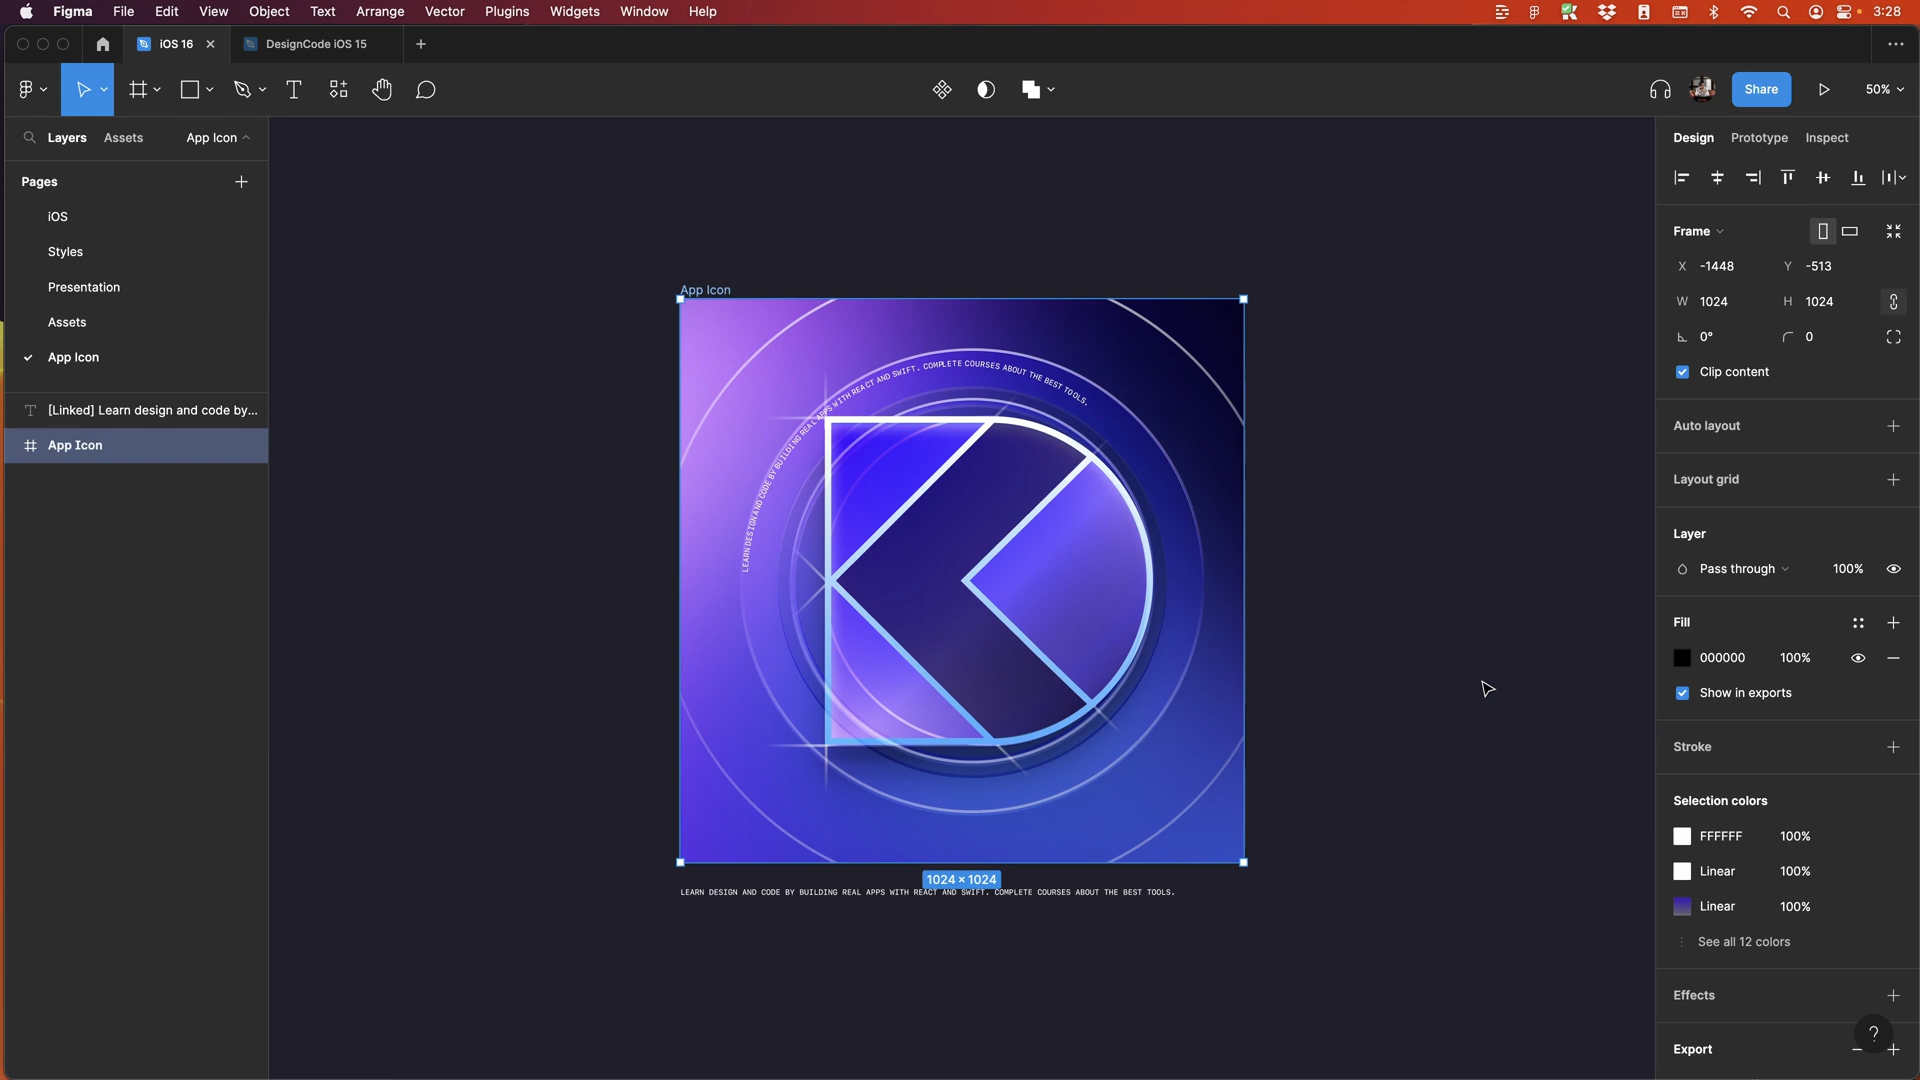 Figma File Edit View Object Text Arrange Vector Plugins Widgets Window Help 3:28
iOS 16 DesignCode iOS 15
Share 50%
Layers Assets App Icon
Pages
iOS
Styles
Presentation
Assets
App Icon
[Linked] Learn design and code by...
App Icon
App Icon
LEARN DESIGN AND CODE BY BUILDING REAL APPS WITH REACT AND SWIFT. COMPLETE COURSES ABOUT THE BEST TOOLS.
1024 × 1024
LEARN DESIGN AND CODE BY BUILDING REAL APPS WITH REACT AND SWIFT. COMPLETE COURSES ABOUT THE BEST TOOLS.
Design Prototype Inspect
Frame
X -1448 Y -513
W 1024 H 1024
0° 0
Clip content
Auto layout
Layout grid
Layer
Pass through 100%
Fill
000000 100%
Show in exports
Stroke
Selection colors
FFFFFF 100%
Linear 100%
Linear 100%
See all 12 colors
Effects
?
Export